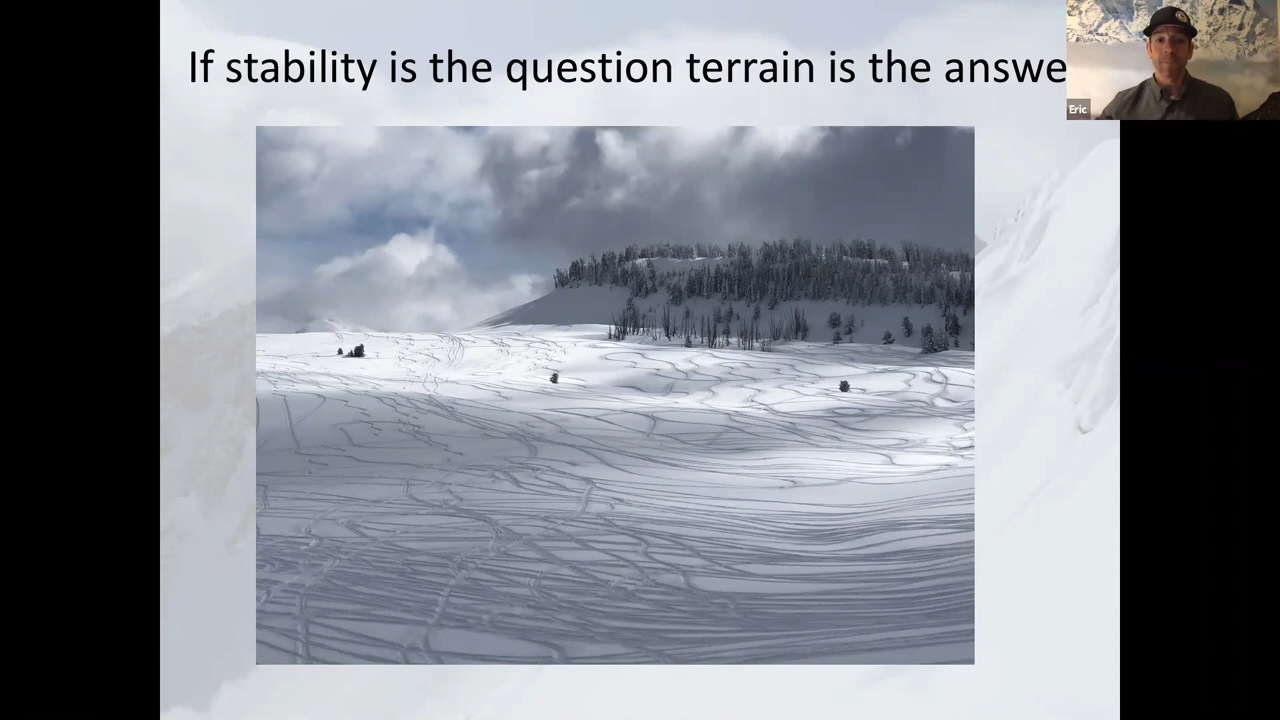 If stability is the question terrain is the answe
Eric